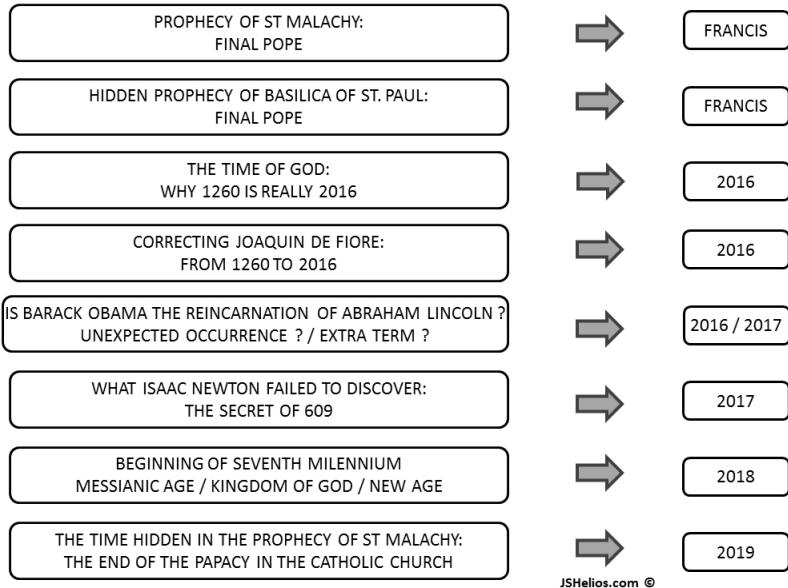 PROPHECY OF ST MALACHY:
FINAL POPE
FRANCIS
HIDDEN PROPHECY OF BASILICA OF ST. PAUL:
FINAL POPE
FRANCIS
THE TIME OF GOD:
WHY 1260 IS REALLY 2016
2016
CORRECTING JOAQUIN DE FIORE:
FROM 1260 TO 2016
2016
IS BARACK OBAMA THE REINCARNATION OF ABRAHAM LINCOLN ?
UNEXPECTED OCCURRENCE ? / EXTRA TERM ?
2016 / 2017
WHAT ISAAC NEWTON FAILED TO DISCOVER:
THE SECRET OF 609
2017
BEGINNING OF SEVENTH MILENNIUM
MESSIANIC AGE / KINGDOM OF GOD / NEW AGE
2018
THE TIME HIDDEN IN THE PROPHECY OF ST MALACHY:
THE END OF THE PAPACY IN THE CATHOLIC CHURCH
2019
JSHelios.com ©